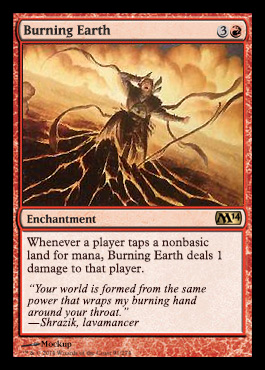 Burning Earth 3
Enchantment M14
Whenever a player taps a nonbasic
land for mana, Burning Earth deals 1
damage to that player.
“Your world is formed from the same
power that wraps my burning hand
around your throat.”
—Shrazik, lavamancer
Mockup